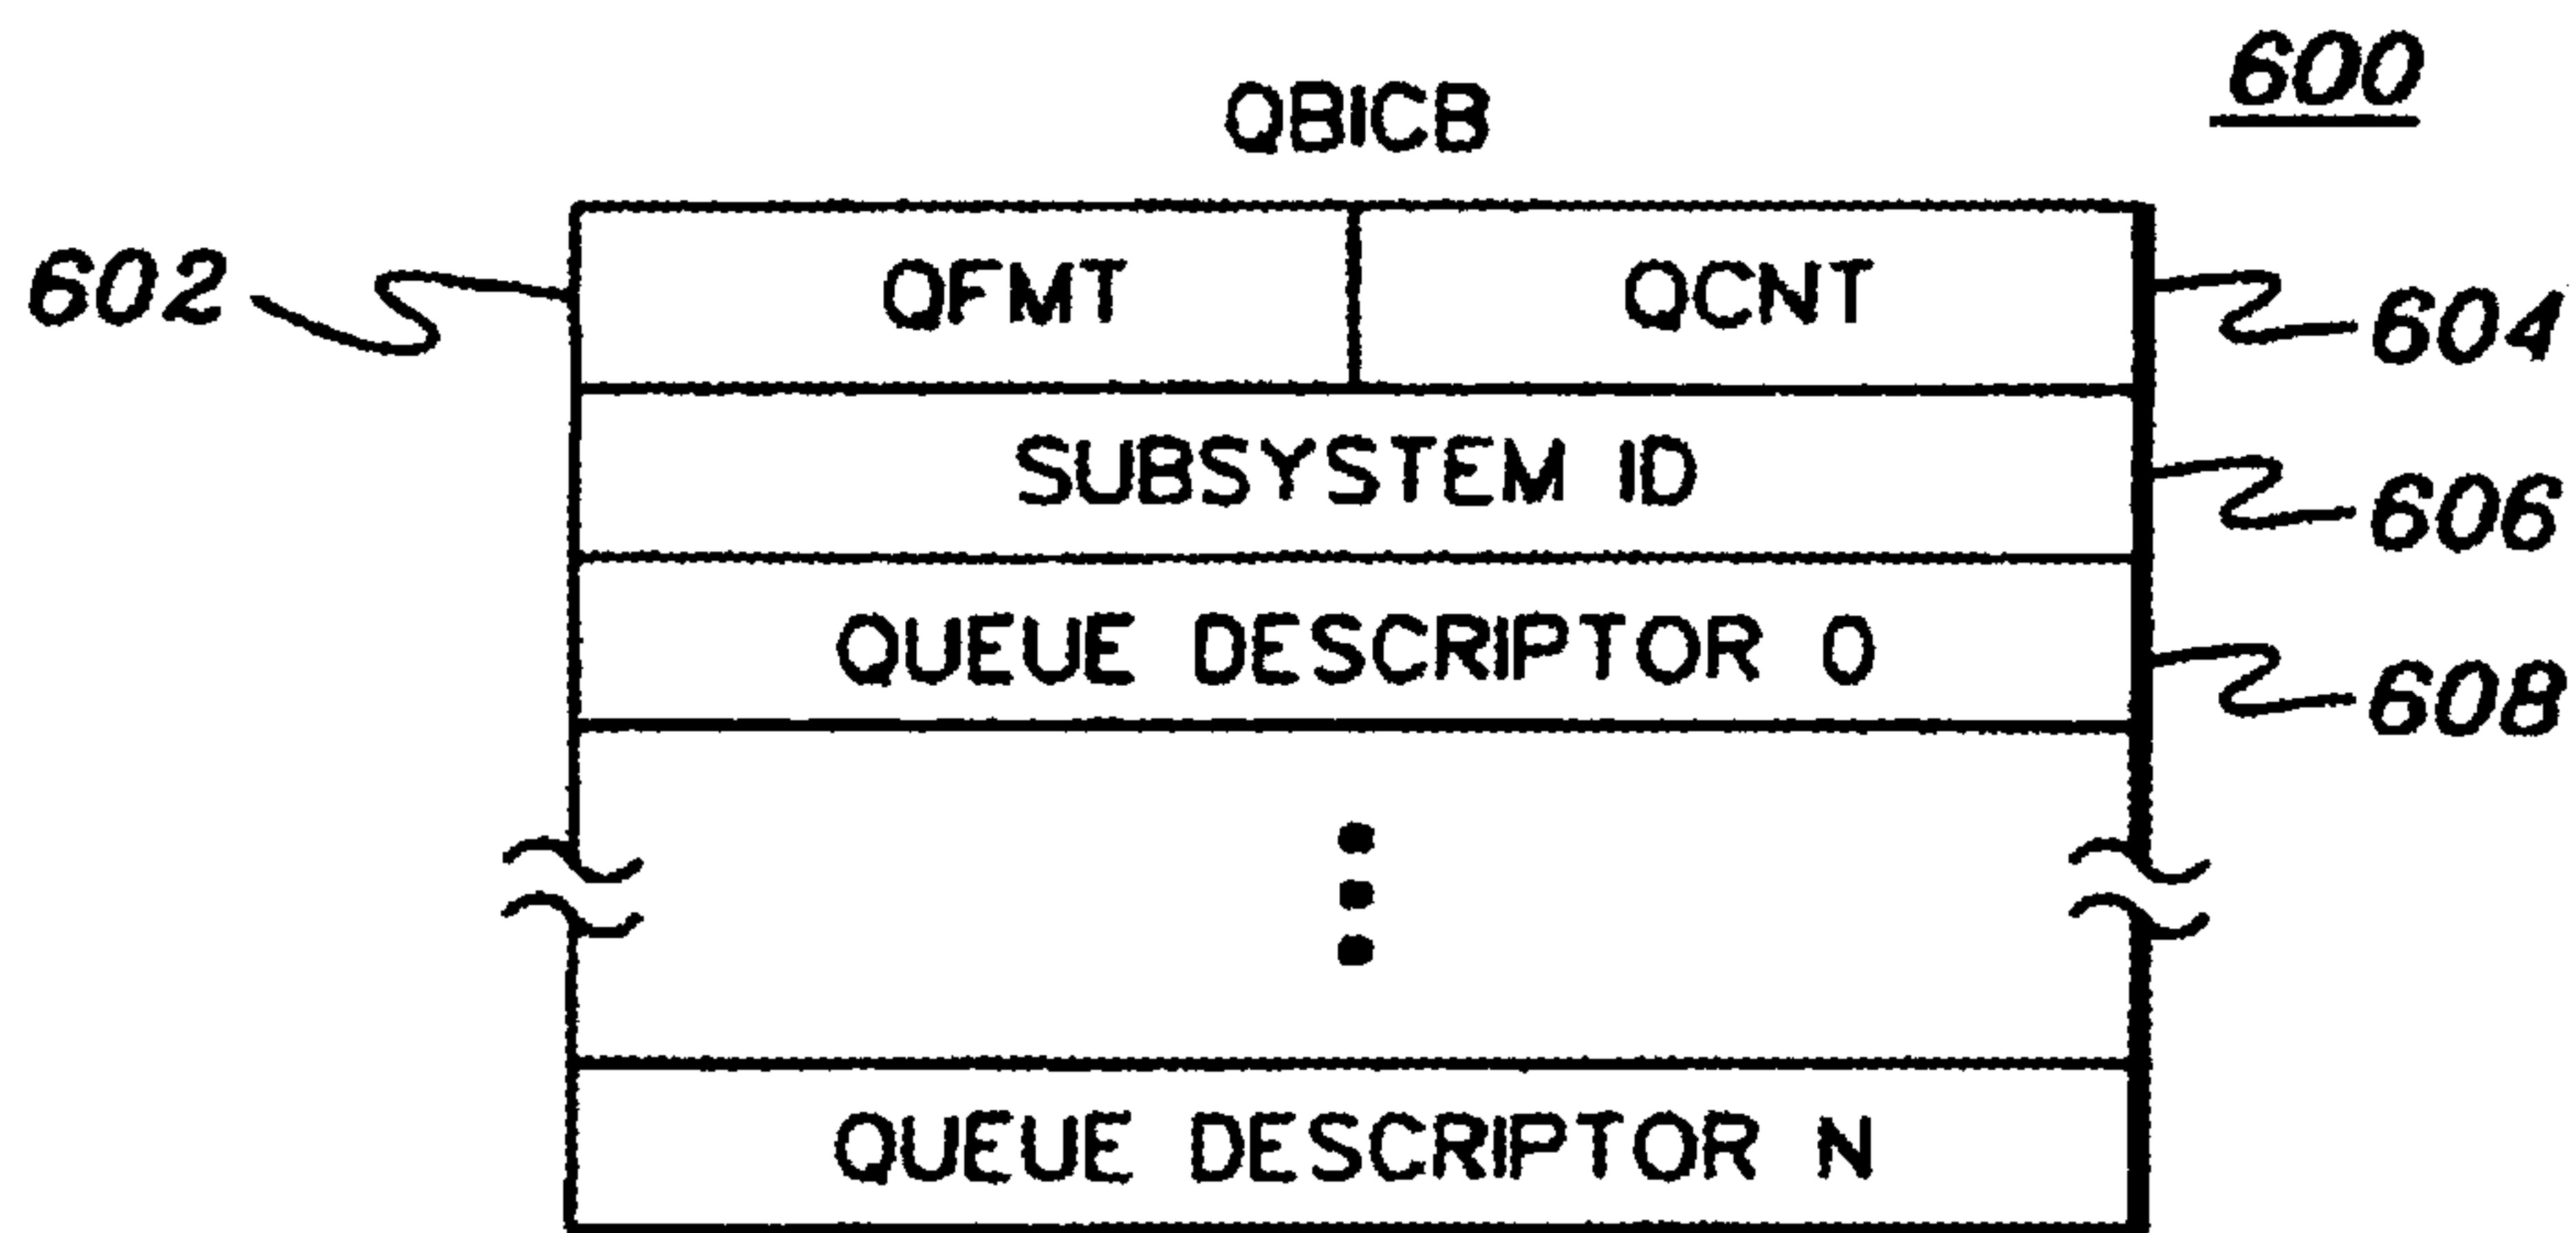 600
QBICB
602 QFMT QCNT 604
SUBSYSTEM ID 606
QUEUE DESCRIPTOR 0 608
QUEUE DESCRIPTOR N